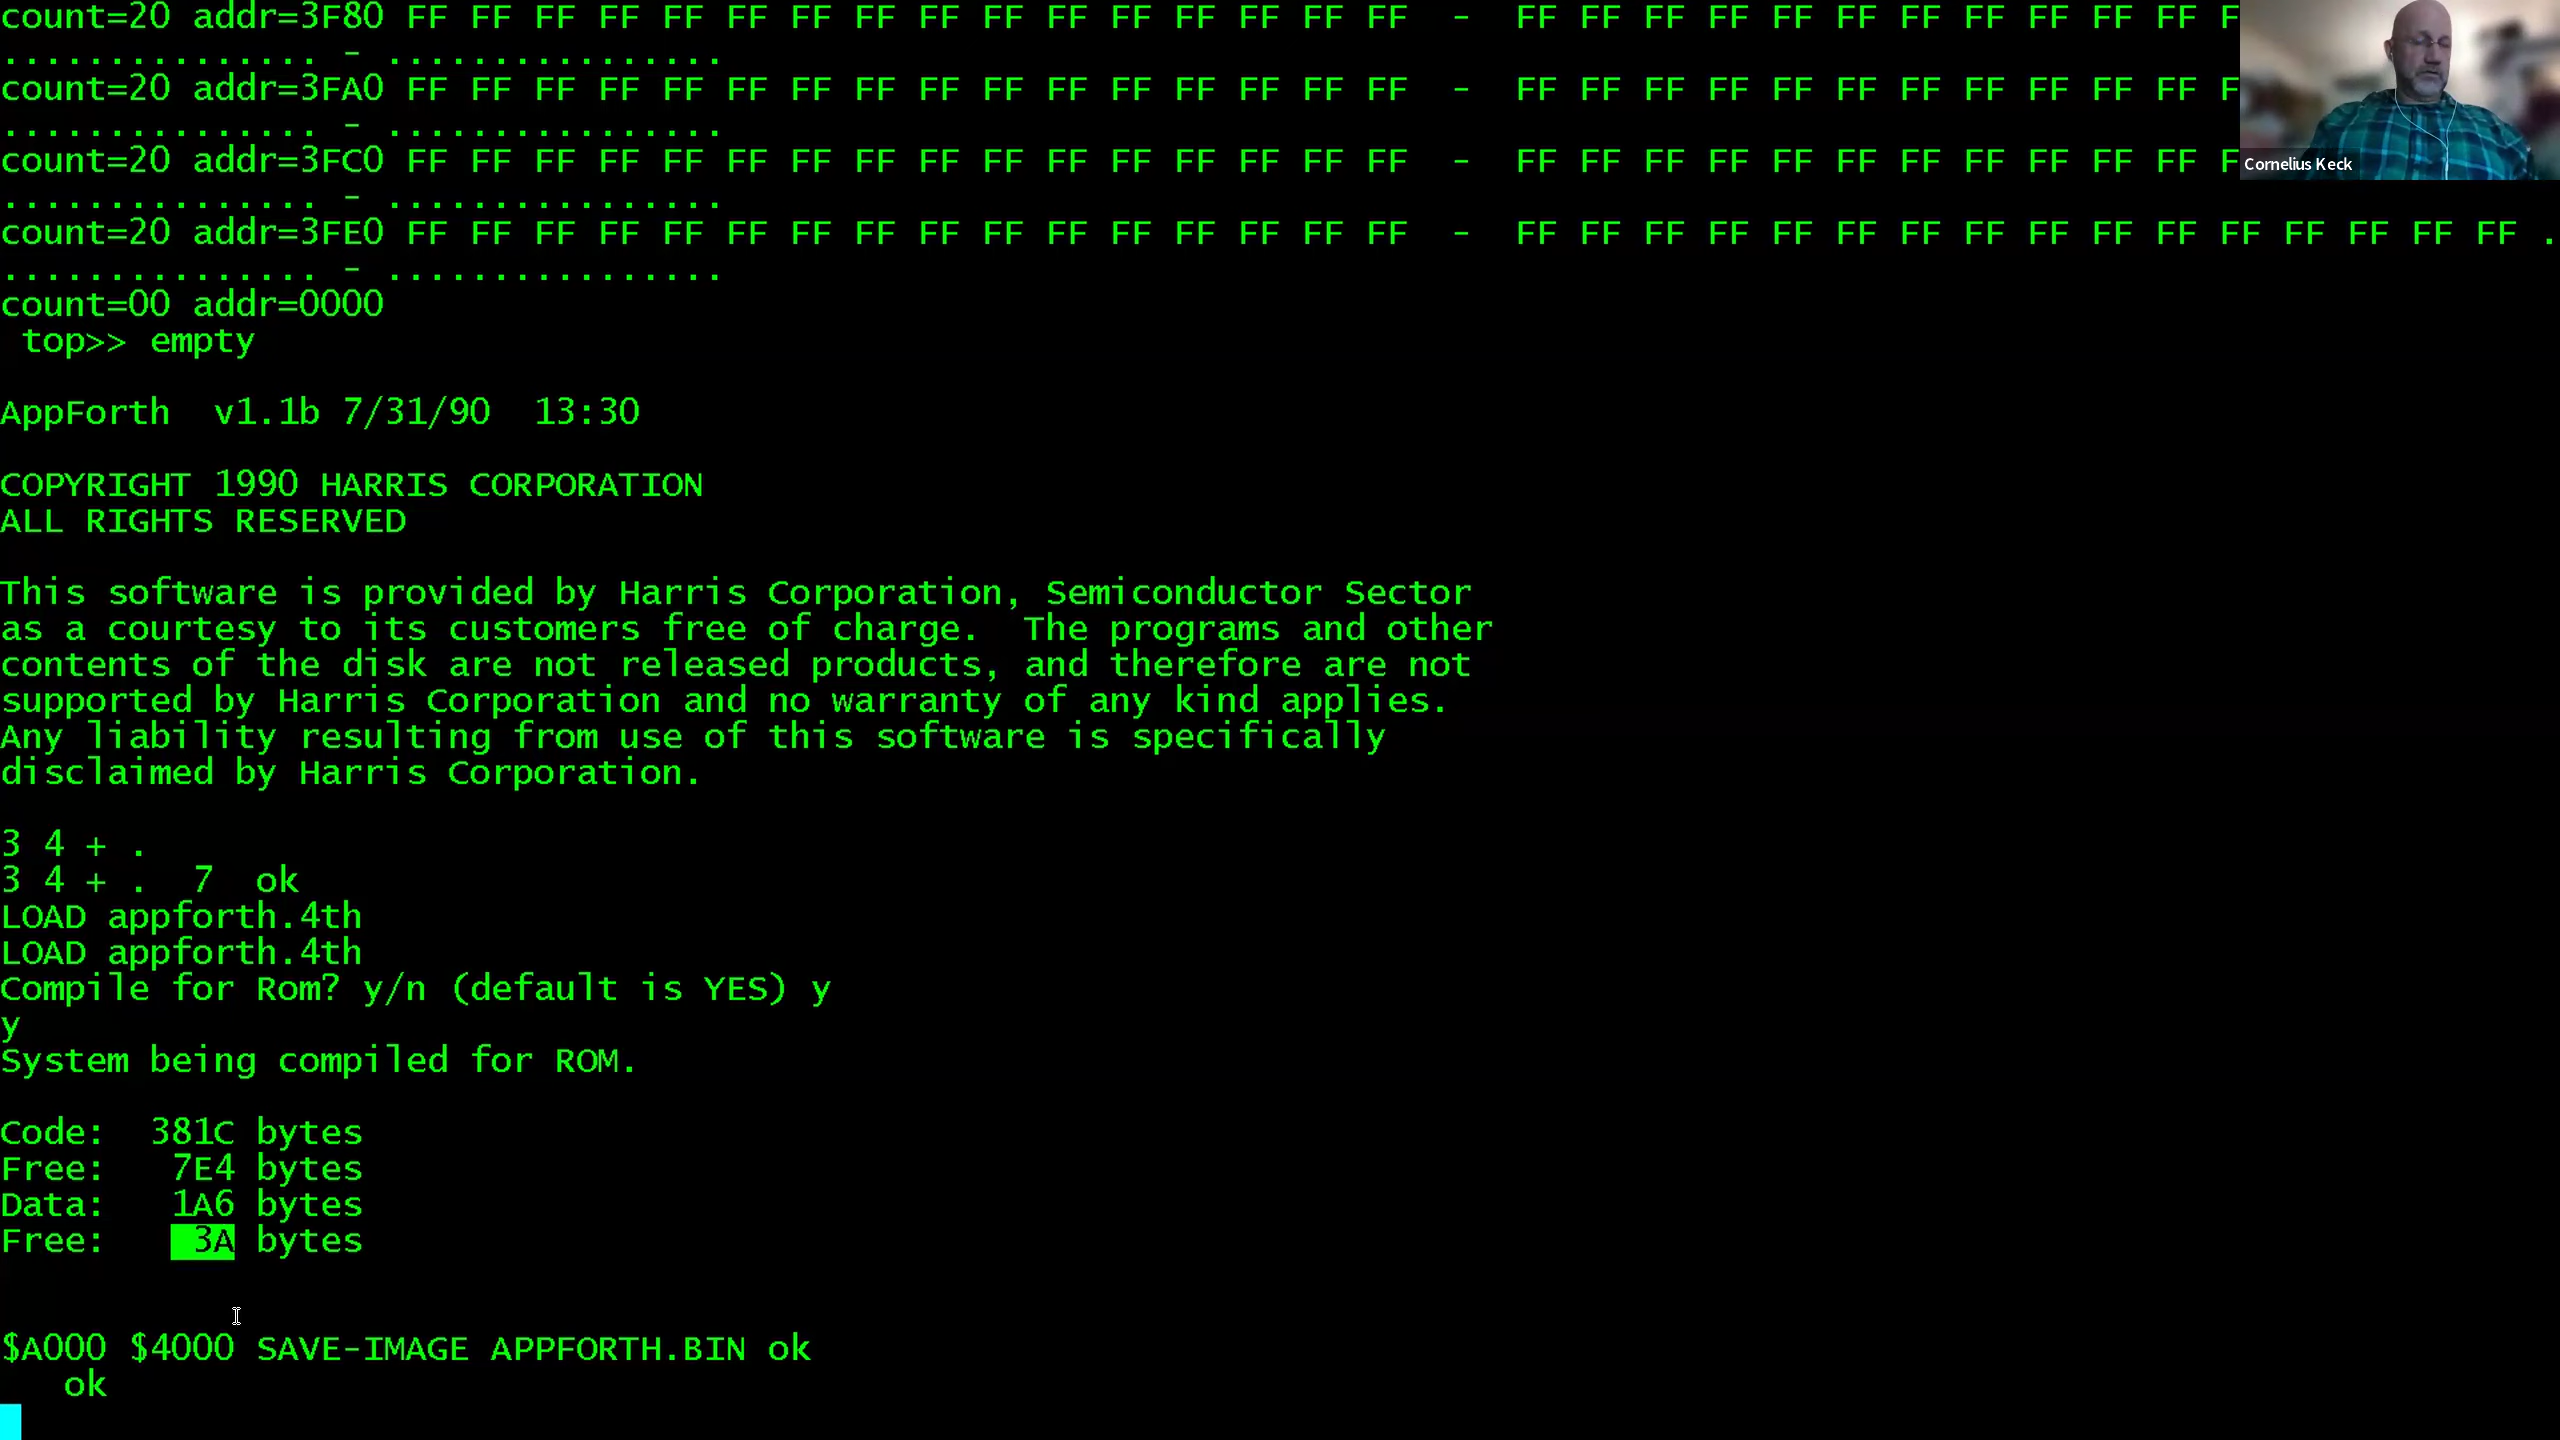 count=20 addr=3F80 FF FF FF FF FF FF FF FF FF FF FF FF FF FF FF FF  -  FF FF FF FF FF FF FF FF FF FF FF F
............... - ................
count=20 addr=3FA0 FF FF FF FF FF FF FF FF FF FF FF FF FF FF FF FF  -  FF FF FF FF FF FF FF FF FF FF FF F
............... - ................
count=20 addr=3FC0 FF FF FF FF FF FF FF FF FF FF FF FF FF FF FF FF  -  FF FF FF FF FF FF FF FF FF FF FF F
Cornelius Keck
............... - ................
count=20 addr=3FE0 FF FF FF FF FF FF FF FF FF FF FF FF FF FF FF FF  -  FF FF FF FF FF FF FF FF FF FF FF FF FF FF FF FF .
............... - ................
count=00 addr=0000
top>> empty
AppForth  v1.1b 7/31/90  13:30
COPYRIGHT 1990 HARRIS CORPORATION
ALL RIGHTS RESERVED
This software is provided by Harris Corporation, Semiconductor Sector
as a courtesy to its customers free of charge.  The programs and other
contents of the disk are not released products, and therefore are not
supported by Harris Corporation and no warranty of any kind applies.
Any liability resulting from use of this software is specifically
disclaimed by Harris Corporation.
3 4 + .
3 4 + .  7  ok
LOAD appforth.4th
LOAD appforth.4th
Compile for Rom? y/n (default is YES) y
y
System being compiled for ROM.
Code:  381C bytes
Free:   7E4 bytes
Data:   1A6 bytes
Free:    3A bytes
$A000 $4000 SAVE-IMAGE APPFORTH.BIN ok
ok